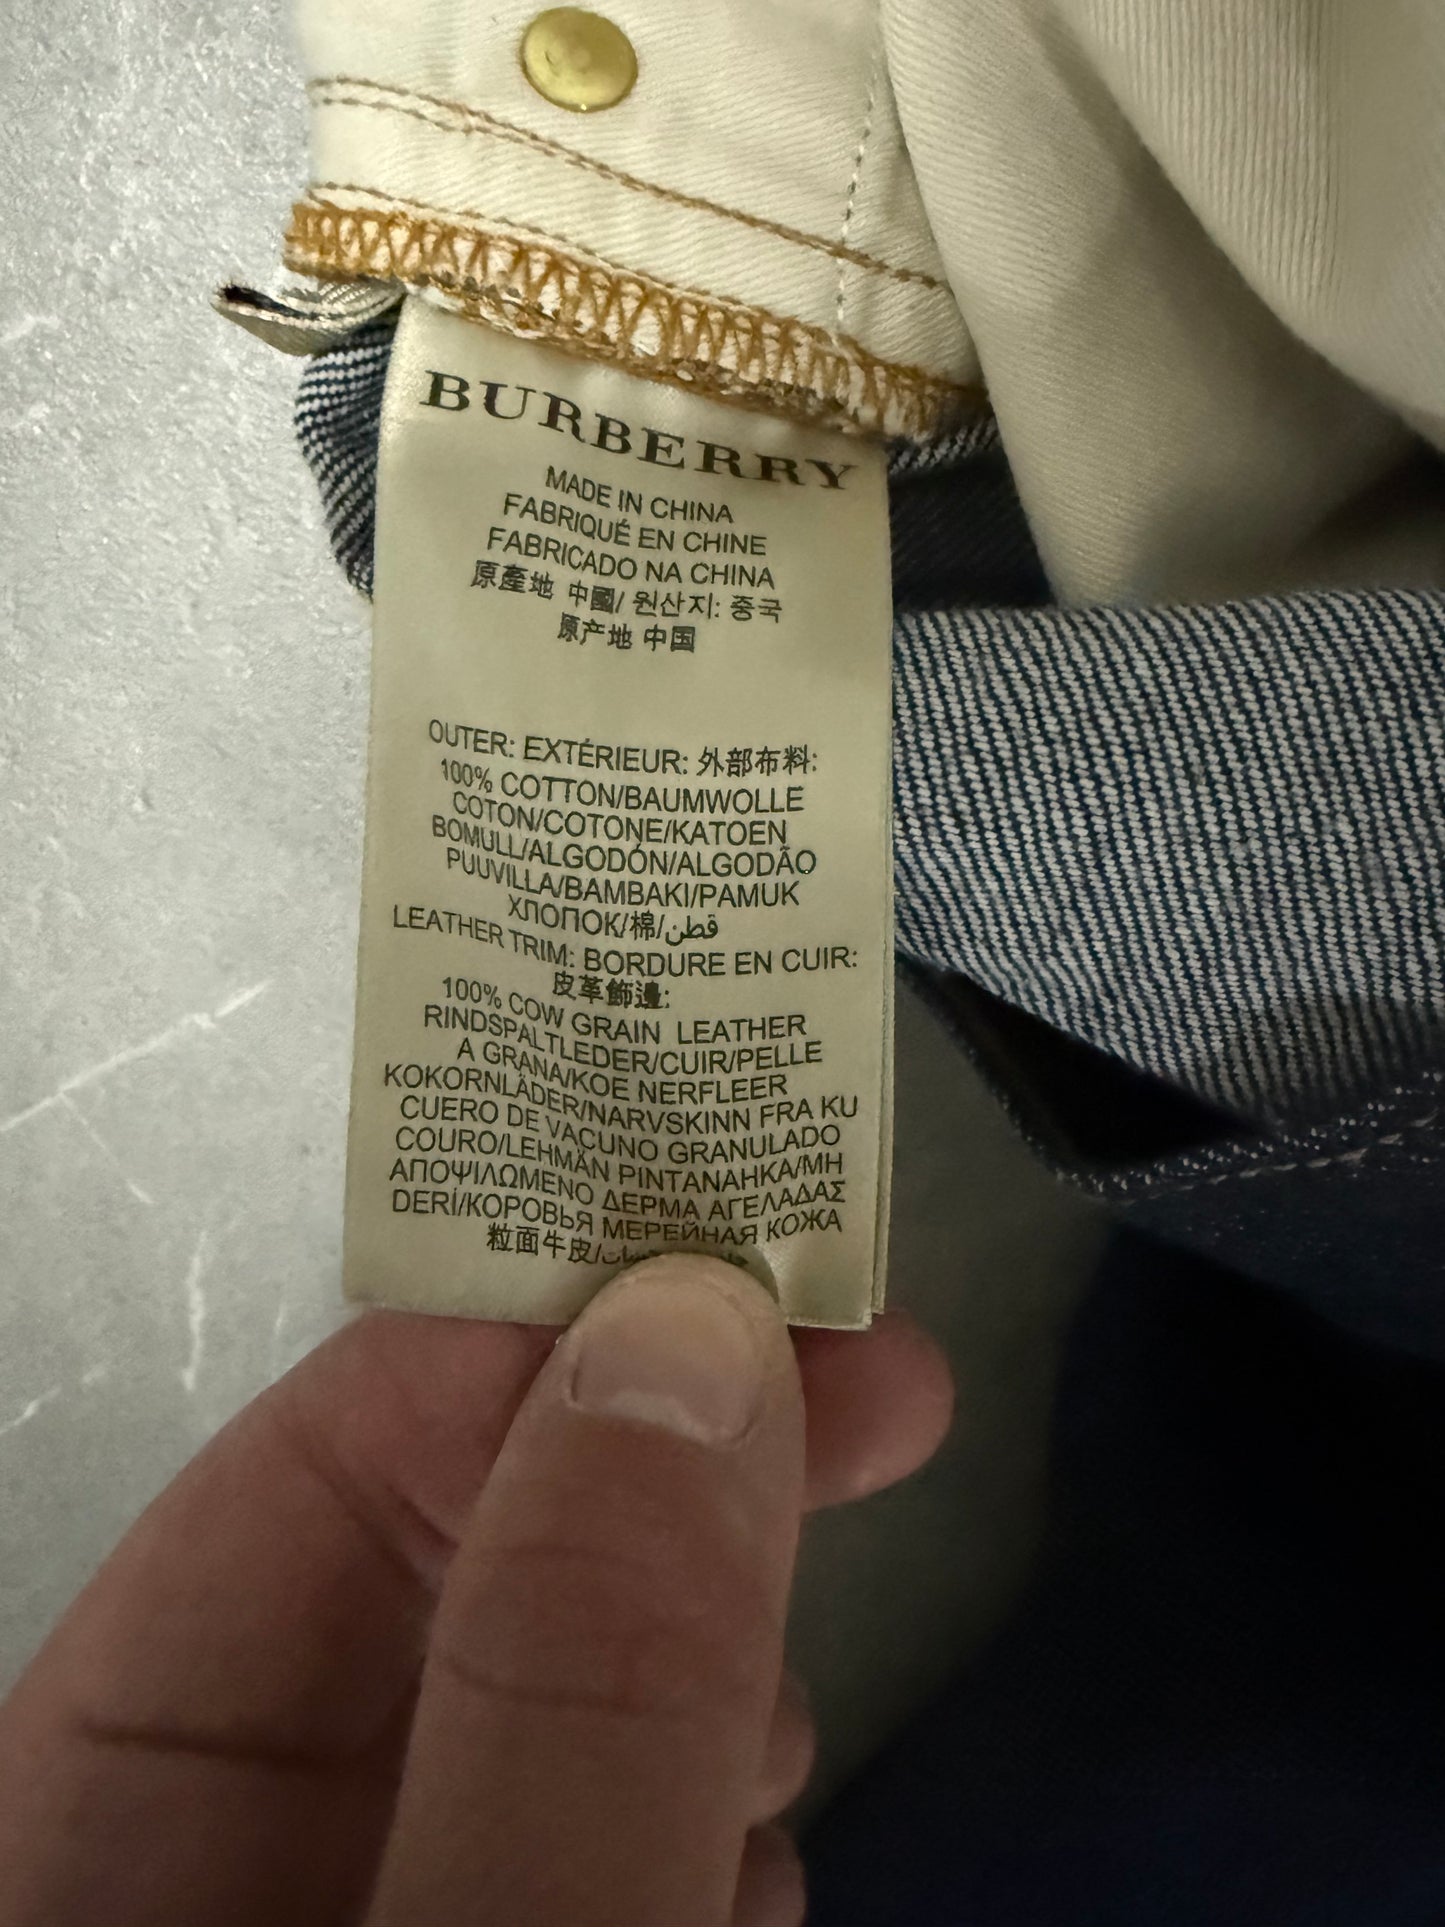 BURBERRY
MADE IN CHINA
FABRIQUÉ EN CHINE
FABRICADO NA CHINA
原產地 中國/ 원산지: 중국
原产地 中国
OUTER: EXTÉRIEUR: 外部布料:
100% COTTON/BAUMWOLLE
COTON/COTONE/KATOEN
BOMULL/ALGODÓN/ALGODÃO
PUUVILLA/BAMBAKI/PAMUK
ХЛОПОК/棉/قطن
LEATHER TRIM: BORDURE EN CUIR:
皮革飾邊:
100% COW GRAIN LEATHER
RINDSPALTLEDER/CUIR/PELLE
A GRANA/KOE NERFLEER
KOKORNLÄDER/NARVSKINN FRA KU
CUERO DE VACUNO GRANULADO
COURO/LEHMÄN PINTANAHKA/MH
ΑΠΟΨΙΛΩΜΕΝΟ ΔΕΡΜΑ ΑΓΕΛΑΔΑΣ
DERİ/КОРОВЬЯ МЕРЕЙНАЯ КОЖА
粒面牛皮/